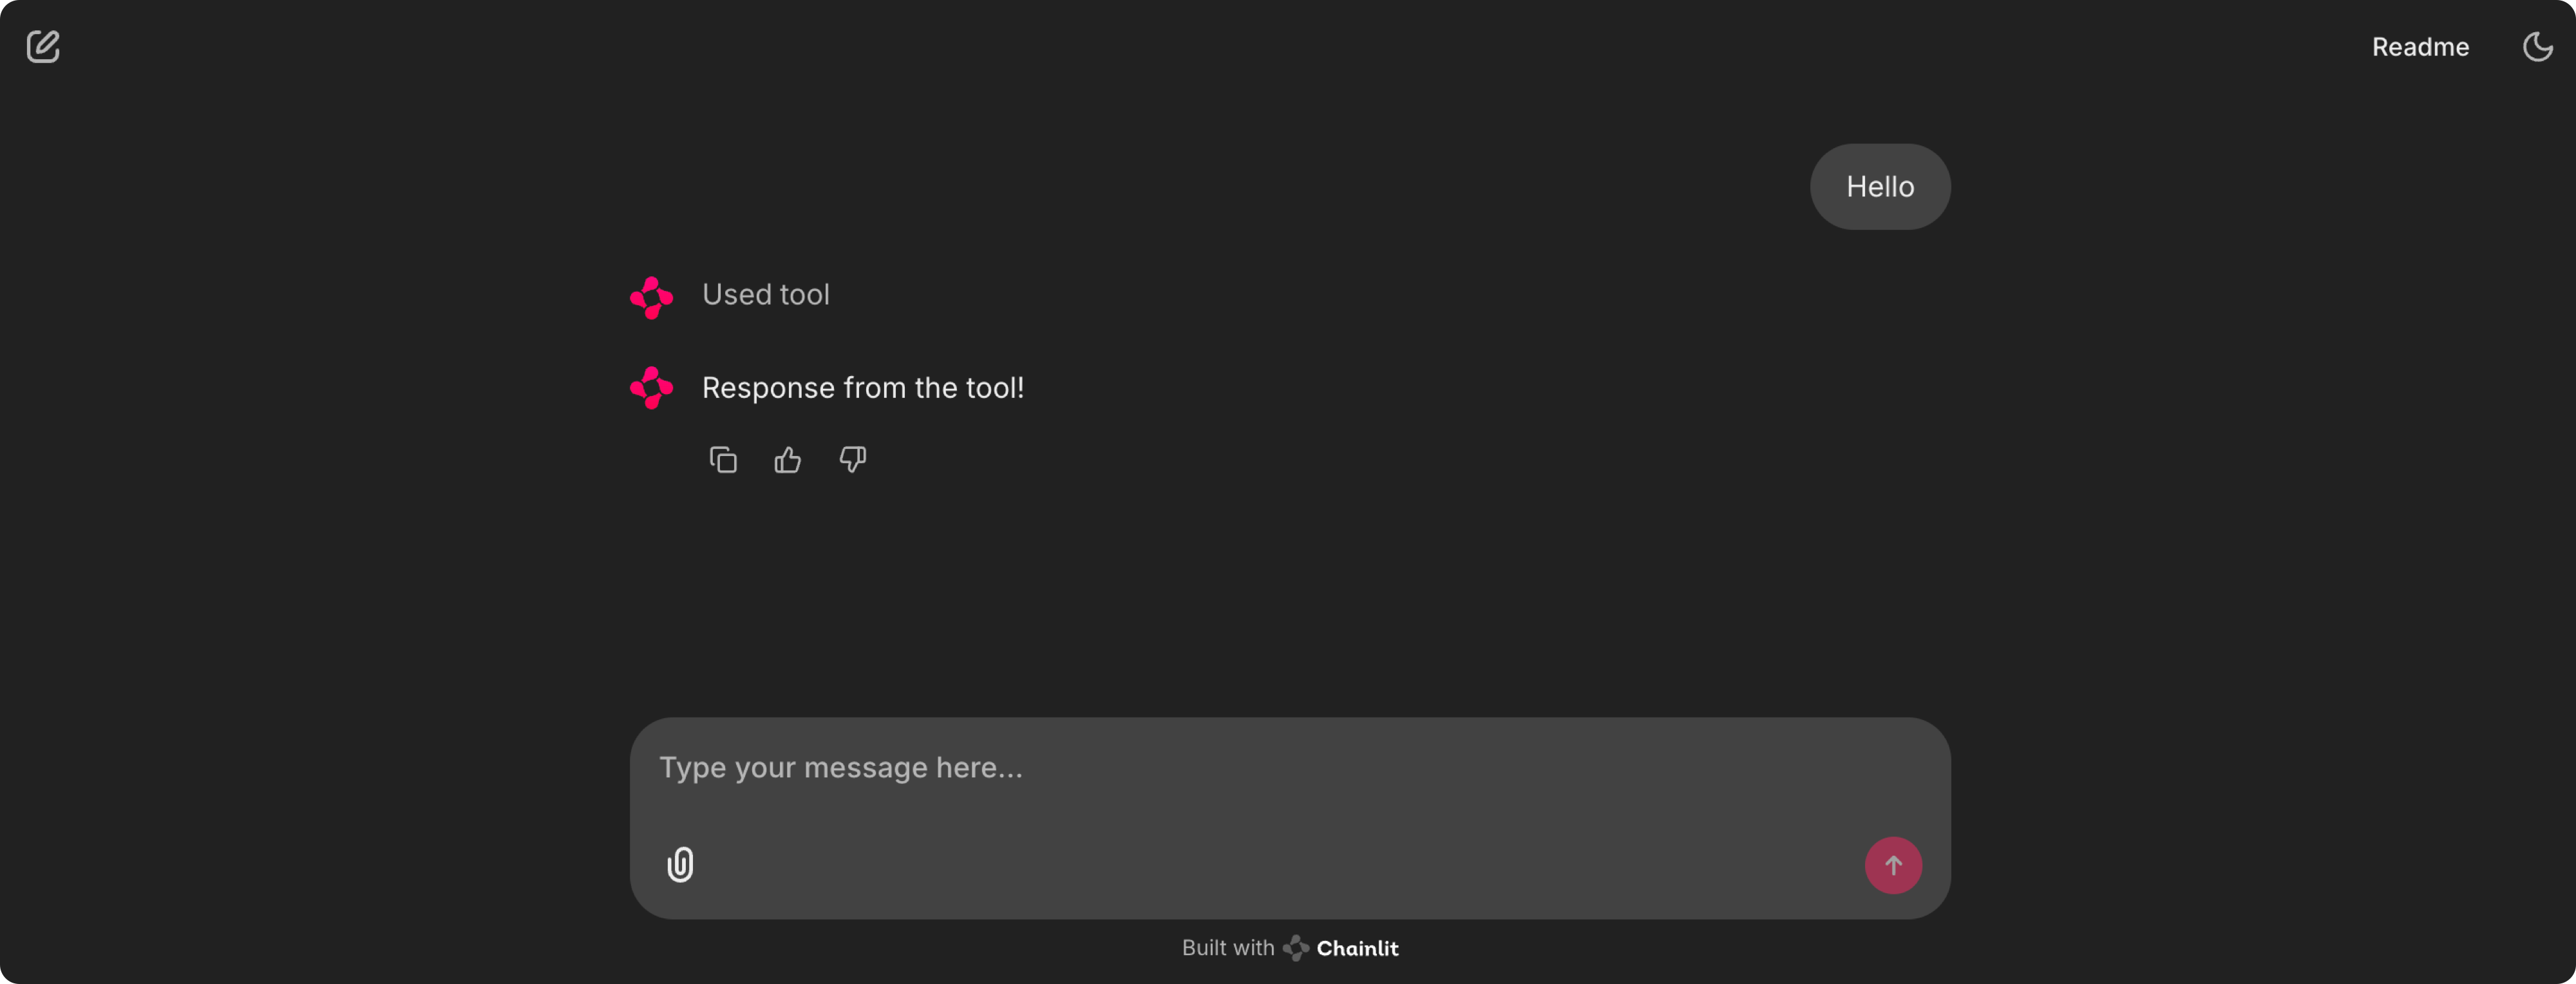 Readme
Hello
Used tool
Response from the tool!
Type your message here...
Built with Chainlit